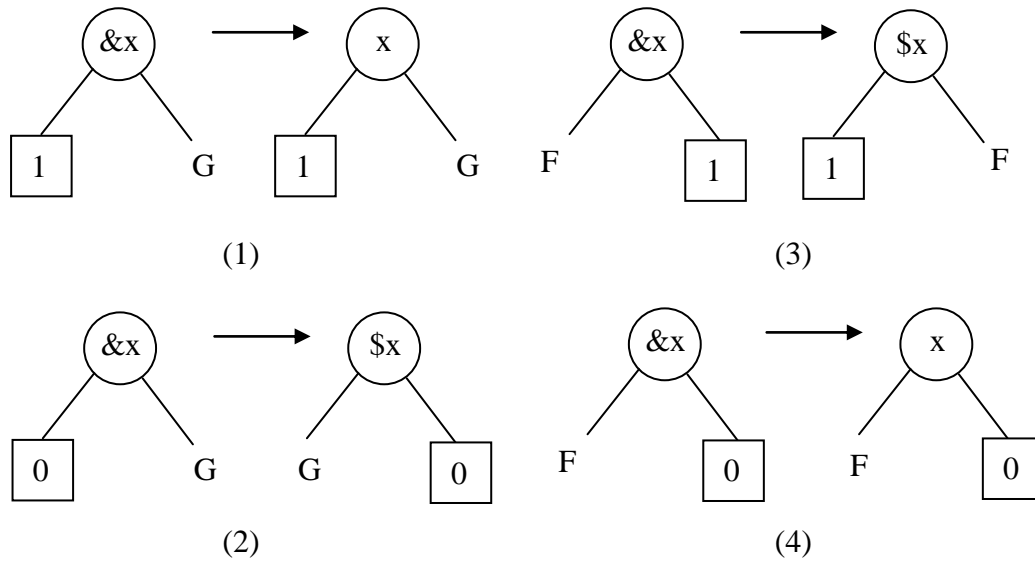 &x x &x $x
1 G 1 G F 1 1 F
(1) (3)
&x $x &x x
0 G G 0 F 0 F 0
(2) (4)